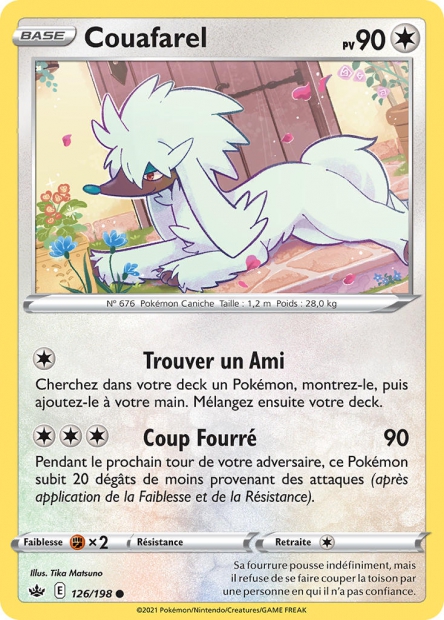 BASE Couafarel PV 90
N° 676 Pokémon Caniche Taille : 1,2 m Poids : 28,0 kg
Trouver un Ami
Cherchez dans votre deck un Pokémon, montrez-le, puis
ajoutez-le à votre main. Mélangez ensuite votre deck.
Coup Fourré 90
Pendant le prochain tour de votre adversaire, ce Pokémon
subit 20 dégâts de moins provenant des attaques (après
application de la Faiblesse et de la Résistance).
Faiblesse ×2 Résistance Retraite
Illus. Tika Matsuno
E 126/198
Sa fourrure pousse indéfiniment, mais
il refuse de se faire couper la toison par
une personne en qui il n'a pas confiance.
©2021 Pokémon/Nintendo/Creatures/GAME FREAK